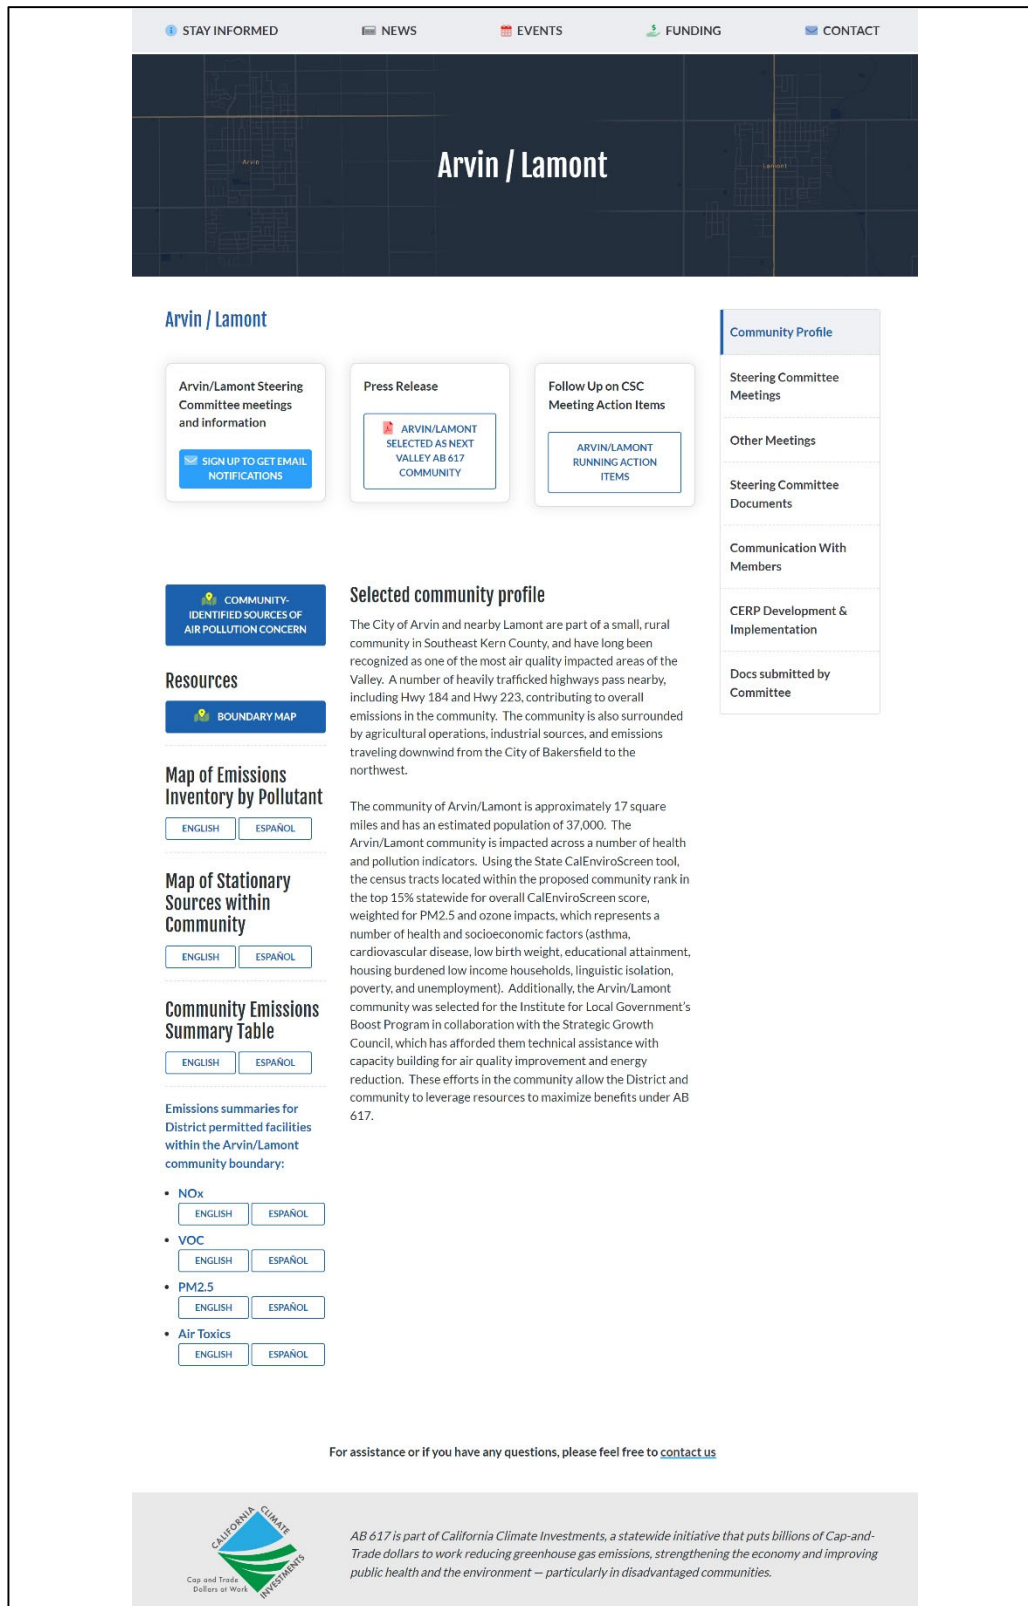 STAY INFORMED
NEWS
EVENTS
FUNDING
CONTACT
Arvin
Arvin / Lamont
Lamont
Arvin / Lamont
Arvin/Lamont Steering
Committee meetings
and information
SIGN UP TO GET EMAIL
NOTIFICATIONS
Press Release
ARVIN/LAMONT
SELECTED AS NEXT
VALLEY AB 617
COMMUNITY
Follow Up on CSC
Meeting Action Items
ARVIN/LAMONT
RUNNING ACTION
ITEMS
Community Profile
Steering Committee
Meetings
Other Meetings
Steering Committee
Documents
Communication With
Members
CERP Development &
Implementation
Docs submitted by
Committee
COMMUNITY-
IDENTIFIED SOURCES OF
AIR POLLUTION CONCERN
Resources
BOUNDARY MAP
Map of Emissions
Inventory by Pollutant
ENGLISH ESPAÑOL
Map of Stationary
Sources within
Community
ENGLISH ESPAÑOL
Community Emissions
Summary Table
ENGLISH ESPAÑOL
Emissions summaries for
District permitted facilities
within the Arvin/Lamont
community boundary:
• NOx
ENGLISH ESPAÑOL
• VOC
ENGLISH ESPAÑOL
• PM2.5
ENGLISH ESPAÑOL
• Air Toxics
ENGLISH ESPAÑOL
Selected community profile
The City of Arvin and nearby Lamont are part of a small, rural
community in Southeast Kern County, and have long been
recognized as one of the most air quality impacted areas of the
Valley. A number of heavily trafficked highways pass nearby,
including Hwy 184 and Hwy 223, contributing to overall
emissions in the community. The community is also surrounded
by agricultural operations, industrial sources, and emissions
traveling downwind from the City of Bakersfield to the
northwest.
The community of Arvin/Lamont is approximately 17 square
miles and has an estimated population of 37,000. The
Arvin/Lamont community is impacted across a number of health
and pollution indicators. Using the State CalEnviroScreen tool,
the census tracts located within the proposed community rank in
the top 15% statewide for overall CalEnviroScreen score,
weighted for PM2.5 and ozone impacts, which represents a
number of health and socioeconomic factors (asthma,
cardiovascular disease, low birth weight, educational attainment,
housing burdened low income households, linguistic isolation,
poverty, and unemployment). Additionally, the Arvin/Lamont
community was selected for the Institute for Local Government's
Boost Program in collaboration with the Strategic Growth
Council, which has afforded them technical assistance with
capacity building for air quality improvement and energy
reduction. These efforts in the community allow the District and
community to leverage resources to maximize benefits under AB
617.
For assistance or if you have any questions, please feel free to contact us
CALIFORNIA
CLIMATE
INVESTMENTS
Cap and Trade
Dollars at Work
AB 617 is part of California Climate Investments, a statewide initiative that puts billions of Cap-and-
Trade dollars to work reducing greenhouse gas emissions, strengthening the economy and improving
public health and the environment — particularly in disadvantaged communities.